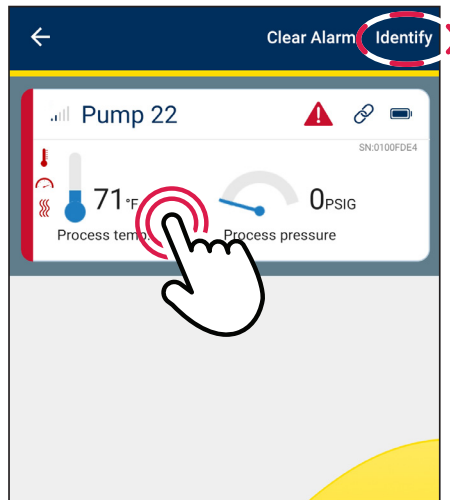 Clear Alarm Identify
Pump 22
SN:0100FDE4
71°F 0PSIG
Process temp. Process pressure